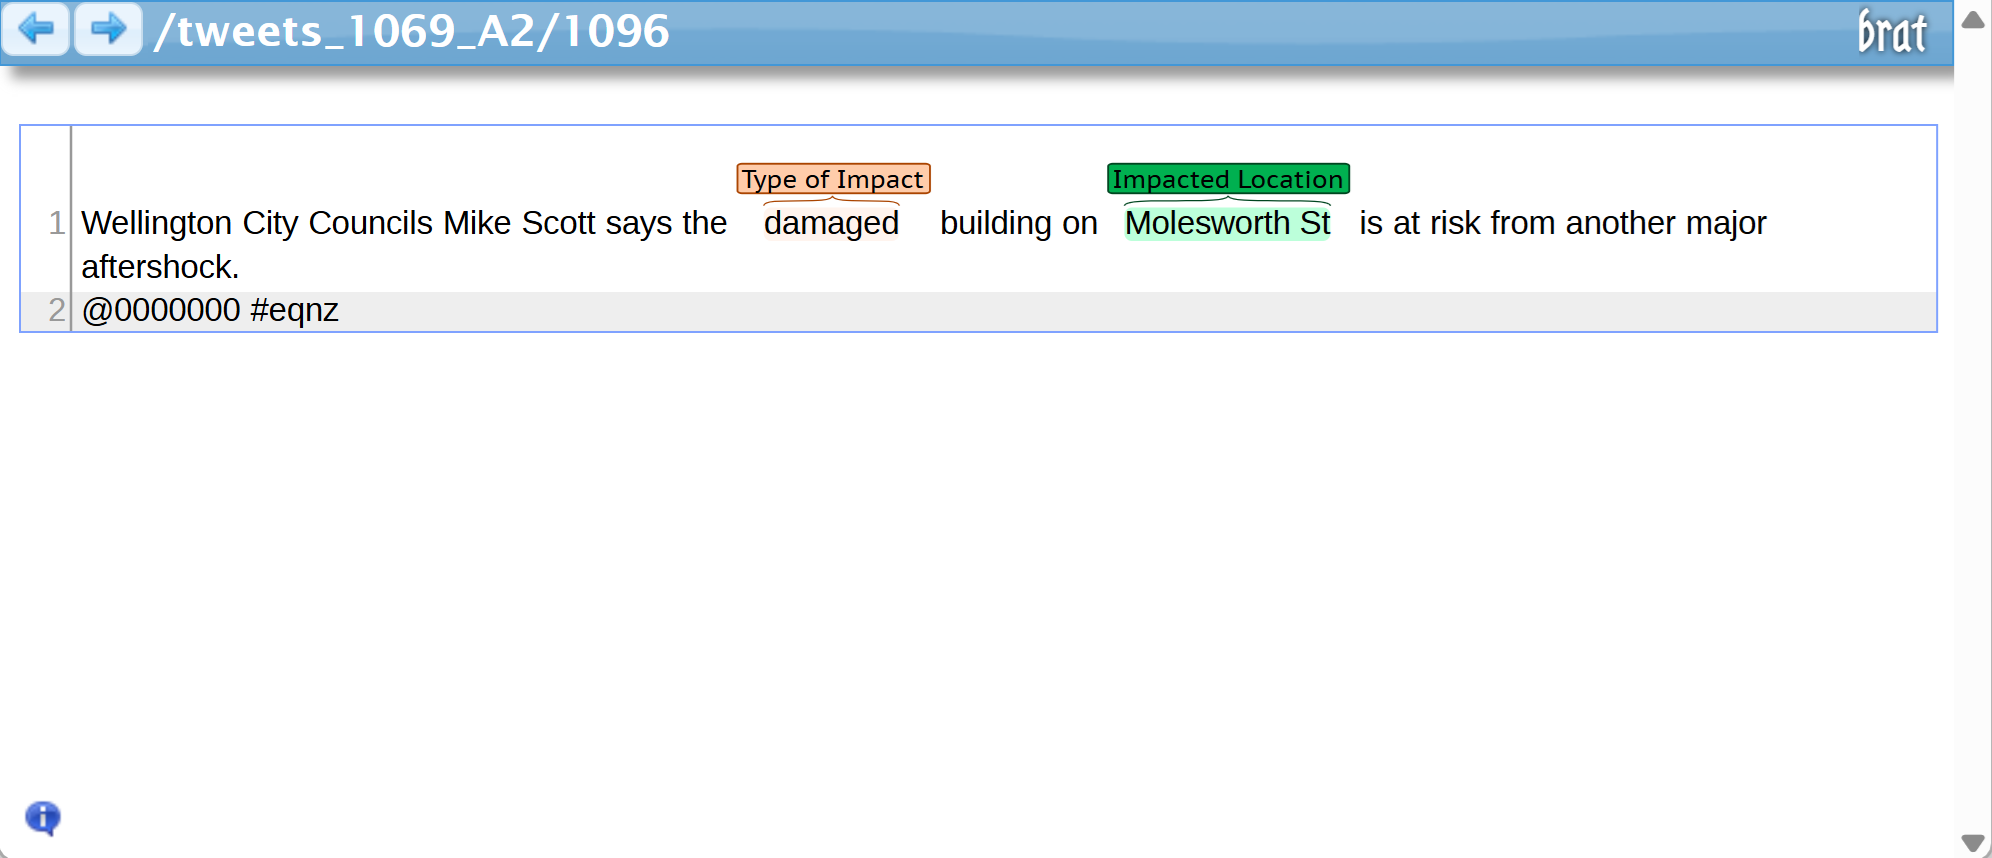 /tweets_1069_A2/1096
brat
Type of Impact Impacted Location
1 Wellington City Councils Mike Scott says the damaged building on Molesworth St is at risk from another major
aftershock.
2 @0000000 #eqnz